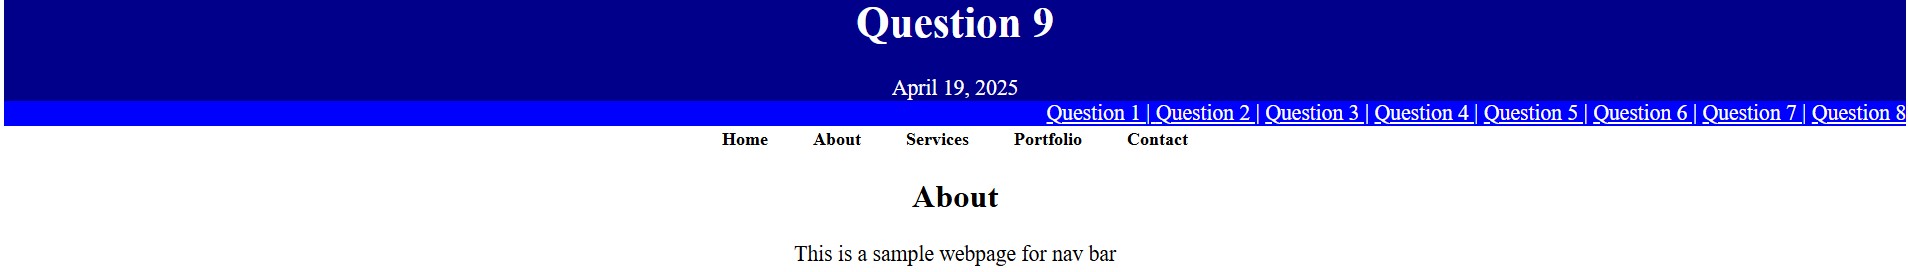 Question 9
April 19, 2025
Question 1 | Question 2 | Question 3 | Question 4 | Question 5 | Question 6 | Question 7 | Question 8
Home About Services Portfolio Contact
About
This is a sample webpage for nav bar